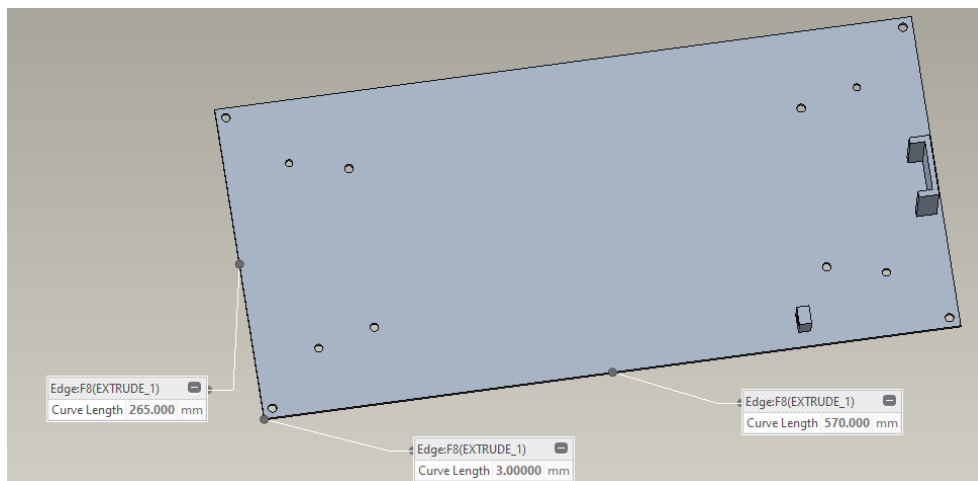 Edge:F8(EXTRUDE_1)
Curve Length 265.000 mm
Edge:F8(EXTRUDE_1)
Curve Length 570.000 mm
Edge:F8(EXTRUDE_1)
Curve Length 3.00000 mm